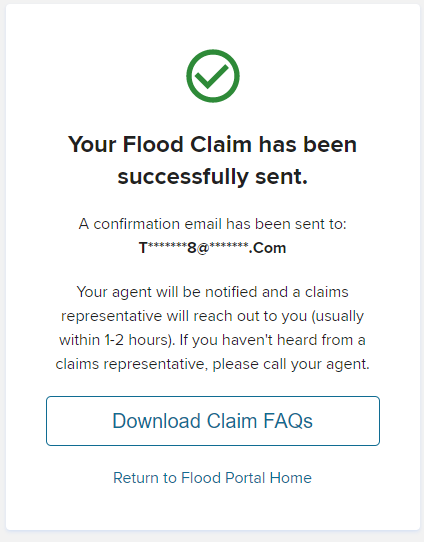 Your Flood Claim has been
successfully sent.
A confirmation email has been sent to:
T*******8@*******.Com
Your agent will be notified and a claims
representative will reach out to you (usually
within 1-2 hours). If you haven't heard from a
claims representative, please call your agent.
Download Claim FAQs
Return to Flood Portal Home